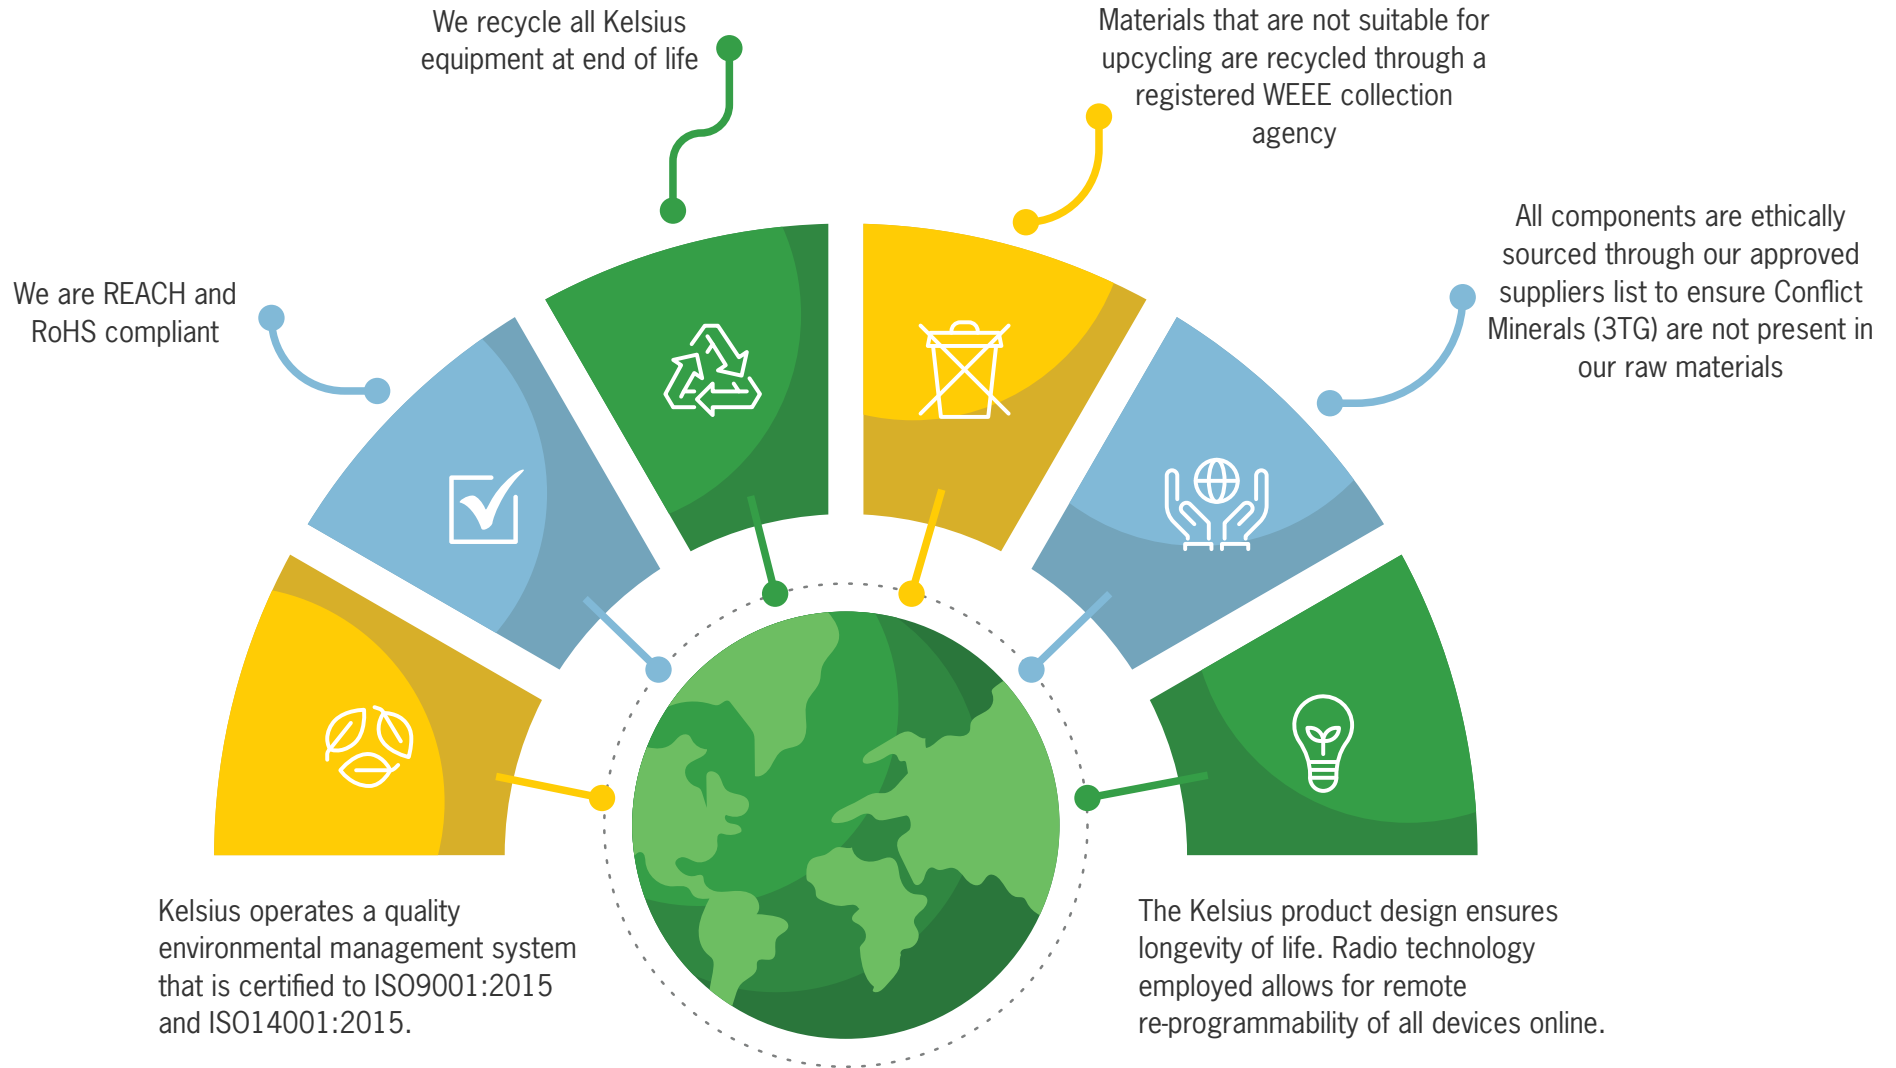 We recycle all Kelsius
equipment at end of life
Materials that are not suitable for
upcycling are recycled through a
registered WEEE collection
agency
All components are ethically
sourced through our approved
suppliers list to ensure Conflict
Minerals (3TG) are not present in
our raw materials
We are REACH and
RoHS compliant
Kelsius operates a quality
environmental management system
that is certified to ISO9001:2015
and ISO14001:2015.
The Kelsius product design ensures
longevity of life. Radio technology
employed allows for remote
re-programmability of all devices online.